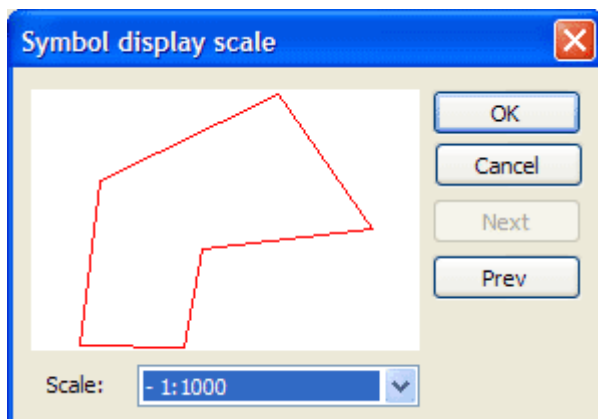 Symbol display scale
OK
Cancel
Next
Prev
Scale: - 1:1000